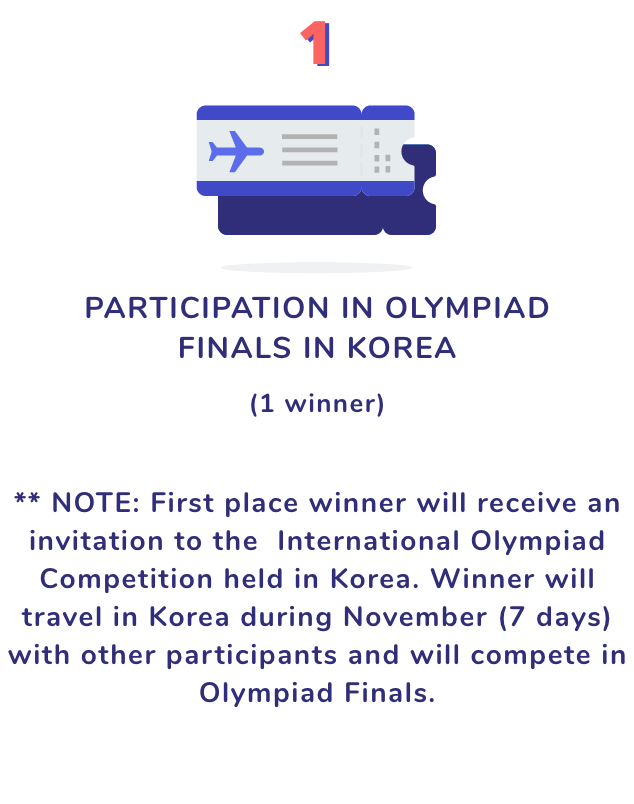 1
PARTICIPATION IN OLYMPIAD
FINALS IN KOREA
(1 winner)
** NOTE: First place winner will receive an
invitation to the  International Olympiad
Competition held in Korea. Winner will
travel in Korea during November (7 days)
with other participants and will compete in
Olympiad Finals.